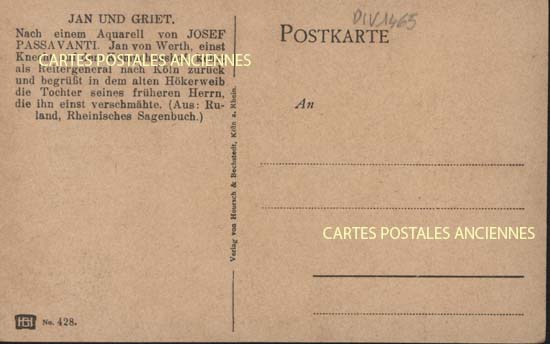 JAN UND GRIET.
Nach einem Aquarell von JOSEF
PASSAVANTI. Jan von Werth, einst
als Reitergeneral nach Köln zurück
und begrüßt in dem alten Hökerweib
die Tochter seines früheren Herrn,
die ihn einst verschmähte. (Aus: Ru-
land, Rheinisches Sagenbuch.)
CARTES POSTALES ANCIENNES
No. 428.
Verlag von Hoursch & Bechstedt, Köln a. Rhein.
DIV1465
POSTKARTE
An
CARTES POSTALES ANCIENNES